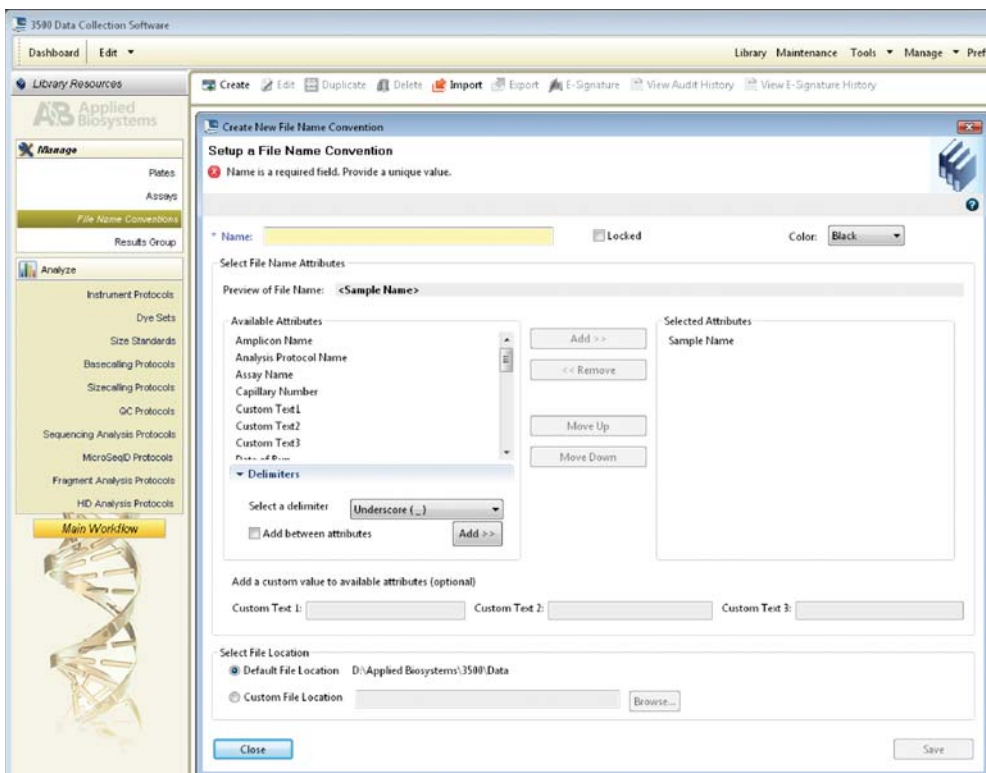 3500 Data Collection Software
Dashboard Edit
Library Maintenance Tools Manage Pref
Library Resources
Create Edit Duplicate Delete Import Export E-Signature View Audit History View E-Signature History
AB Applied Biosystems
Manage
Plates
Assays
File Name Conventions
Results Group
Analyze
Instrument Protocols
Dye Sets
Size Standards
Basecalling Protocols
Sizecalling Protocols
QC Protocols
Sequencing Analysis Protocols
MicroSeqID Protocols
Fragment Analysis Protocols
HID Analysis Protocols
Main Workflow
Create New File Name Convention
Setup a File Name Convention
Name is a required field. Provide a unique value.
* Name: Locked Color: Black
Select File Name Attributes
Preview of File Name: <Sample Name>
Available Attributes
Amplicon Name
Analysis Protocol Name
Assay Name
Capillary Number
Custom Text1
Custom Text2
Custom Text3
Date of Run
Delimiters
Select a delimiter Underscore ( _ )
Add between attributes Add >>
Add >>
<< Remove
Move Up
Move Down
Selected Attributes
Sample Name
Add a custom value to available attributes (optional)
Custom Text 1: Custom Text 2: Custom Text 3:
Select File Location
Default File Location D:\Applied Biosystems\3500\Data
Custom File Location Browse...
Close Save